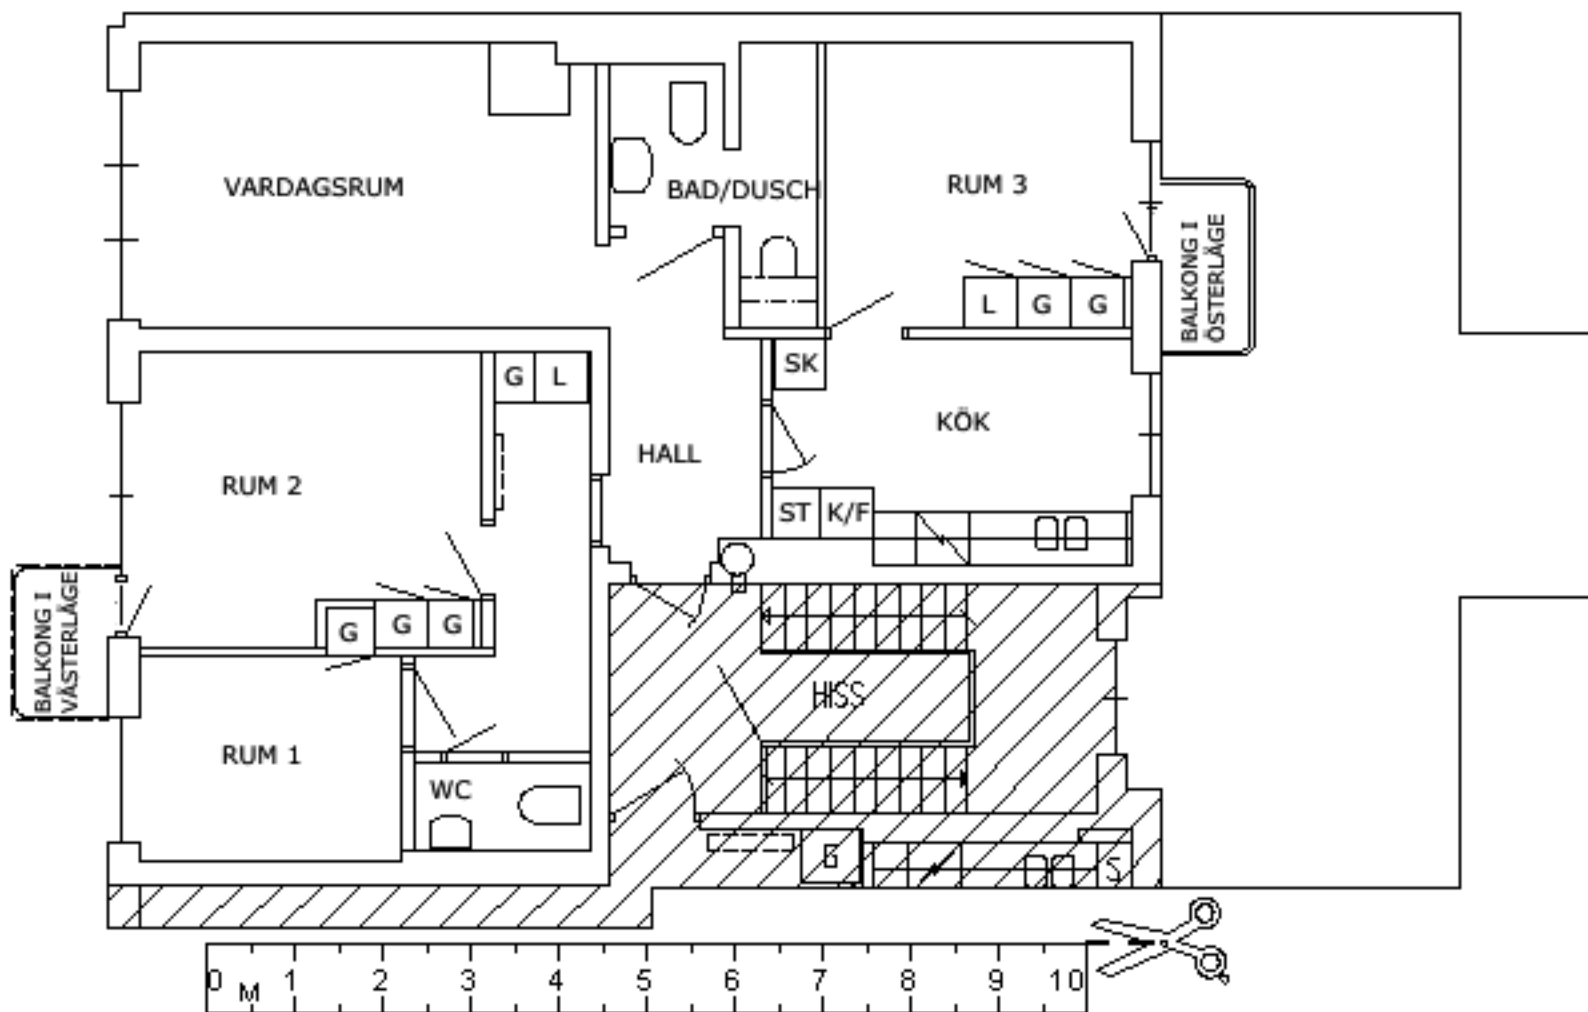 VARDAGSRUM
BAD/DUSCH
RUM 3
BALKONG I
ÖSTERLÄGE
L G G
SK
G L
KÖK
HALL
RUM 2
ST K/F
BALKONG I
VÄSTERLÄGE
G G G
HISS
RUM 1
WC
G
S
0 1 2 3 4 5 6 7 8 9 10
M